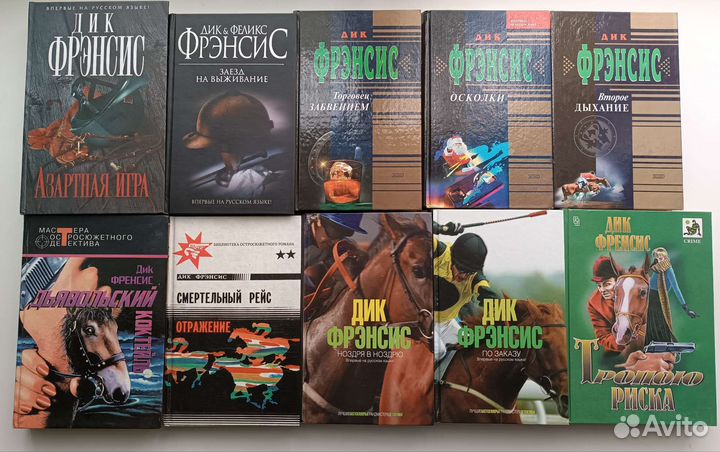 ВПЕРВЫЕ НА РУССКОМ ЯЗЫКЕ!
ДИК
ФРЭНСИС
АЗАРТНАЯ ИГРА
ДИК & ФЕЛИКС
ФРЭНСИС
ЗАЕЗД
НА ВЫЖИВАНИЕ
ВПЕРВЫЕ НА РУССКОМ ЯЗЫКЕ!
ДИК
ФРЭНСИС
Торговец
ЗАБВЕНИЕМ
ДИК
ФРЭНСИС
ОСКОЛКИ
ДИК
ФРЭНСИС
Второе
ДЫХАНИЕ
МАСТЕРА
ОСТРОСЮЖЕТНОГО
ДЕТЕКТИВА
ДИК
ФРЕНСИС
ДЬЯВОЛЬСКИЙ
БИБЛИОТЕКА ОСТРОСЮЖЕТНОГО РОМАНА
ДИК ФРЭНСИС
СМЕРТЕЛЬНЫЙ РЕЙС
ОТРАЖЕНИЕ
ДИК
ФРЭНСИС
НОЗДРЯ В НОЗДРЮ
Впервые на русском языке!
ДИК
ФРЭНСИС
ПО ЗАКАЗУ
Впервые на русском языке!
ДИК
ФРЕНСИС
CRIME
Тропою
РИСКА
Avito